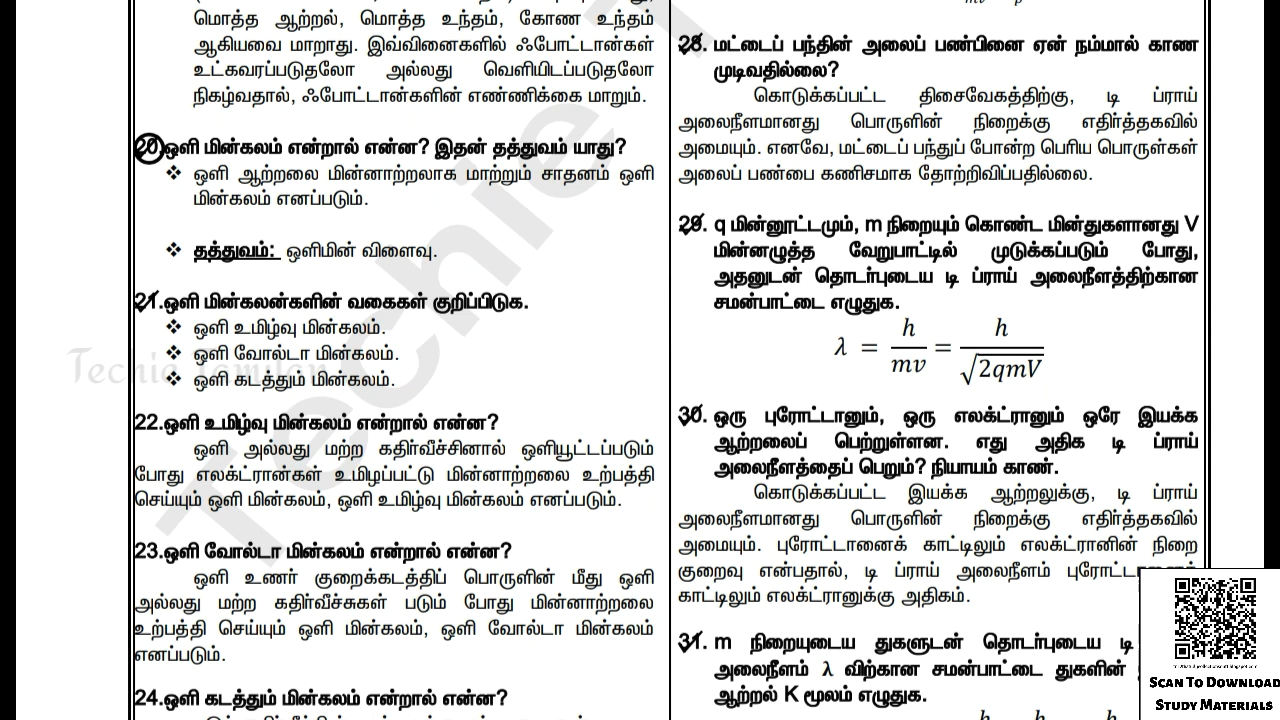 மொத்த ஆற்றல், மொத்த உந்தம், கோண உந்தம்
ஆகியவை மாறாது. இவ்வினைகளில் ஃபோட்டான்கள்
உட்கவரப்படுதலோ அல்லது வெளியிடப்படுதலோ
நிகழ்வதால், ஃபோட்டான்களின் எண்ணிக்கை மாறும்.
20.ஒளி மின்கலம் என்றால் என்ன? இதன் தத்துவம் யாது?
❖ ஒளி ஆற்றலை மின்னாற்றலாக மாற்றும் சாதனம் ஒளி
மின்கலம் எனப்படும்.
❖ தத்துவம்: ஒளிமின் விளைவு.
21.ஒளி மின்கலன்களின் வகைகள் குறிப்பிடுக.
❖ ஒளி உமிழ்வு மின்கலம்.
❖ ஒளி வோல்டா மின்கலம்.
❖ ஒளி கடத்தும் மின்கலம்.
22.ஒளி உமிழ்வு மின்கலம் என்றால் என்ன?
ஒளி அல்லது மற்ற கதிர்வீச்சினால் ஒளியூட்டப்படும்
போது எலக்ட்ரான்கள் உமிழப்பட்டு மின்னாற்றலை உற்பத்தி
செய்யும் ஒளி மின்கலம், ஒளி உமிழ்வு மின்கலம் எனப்படும்.
23.ஒளி வோல்டா மின்கலம் என்றால் என்ன?
ஒளி உணர் குறைக்கடத்திப் பொருளின் மீது ஒளி
அல்லது மற்ற கதிர்வீச்சுகள் படும் போது மின்னாற்றலை
உற்பத்தி செய்யும் ஒளி மின்கலம், ஒளி வோல்டா மின்கலம்
எனப்படும்.
24.ஒளி கடத்தும் மின்கலம் என்றால் என்ன?
28. மட்டைப் பந்தின் அலைப் பண்பினை ஏன் நம்மால் காண
முடிவதில்லை?
கொடுக்கப்பட்ட திசைவேகத்திற்கு, டி ப்ராய்
அலைநீளமானது பொருளின் நிறைக்கு எதிர்த்தகவில்
அமையும். எனவே, மட்டைப் பந்துப் போன்ற பெரிய பொருள்கள்
அலைப் பண்பை கணிசமாக தோற்றிவிப்பதில்லை.
29. q மின்னூட்டமும், m நிறையும் கொண்ட மின்துகளானது V
மின்னழுத்த வேறுபாட்டில் முடுக்கப்படும் போது,
அதனுடன் தொடர்புடைய டி ப்ராய் அலைநீளத்திற்கான
சமன்பாட்டை எழுதுக.
λ = h/mv = h/√2qmV
30. ஒரு புரோட்டானும், ஒரு எலக்ட்ரானும் ஒரே இயக்க
ஆற்றலைப் பெற்றுள்ளன. எது அதிக டி ப்ராய்
அலைநீளத்தைப் பெறும்? நியாயம் காண்.
கொடுக்கப்பட்ட இயக்க ஆற்றலுக்கு, டி ப்ராய்
அலைநீளமானது பொருளின் நிறைக்கு எதிர்த்தகவில்
அமையும். புரோட்டானைக் காட்டிலும் எலக்ட்ரானின் நிறை
குறைவு என்பதால், டி ப்ராய் அலைநீளம்
காட்டிலும் எலக்ட்ரானுக்கு அதிகம்.
31. m நிறையுடைய துகளுடன் தொடர்புடைய டி
அலைநீளம் λ விற்கான சமன்பாட்டை துகளின்
ஆற்றல் K மூலம் எழுதுக.
Techie Tamilan
Techie
SCAN TO DOWNLOAD
STUDY MATERIALS